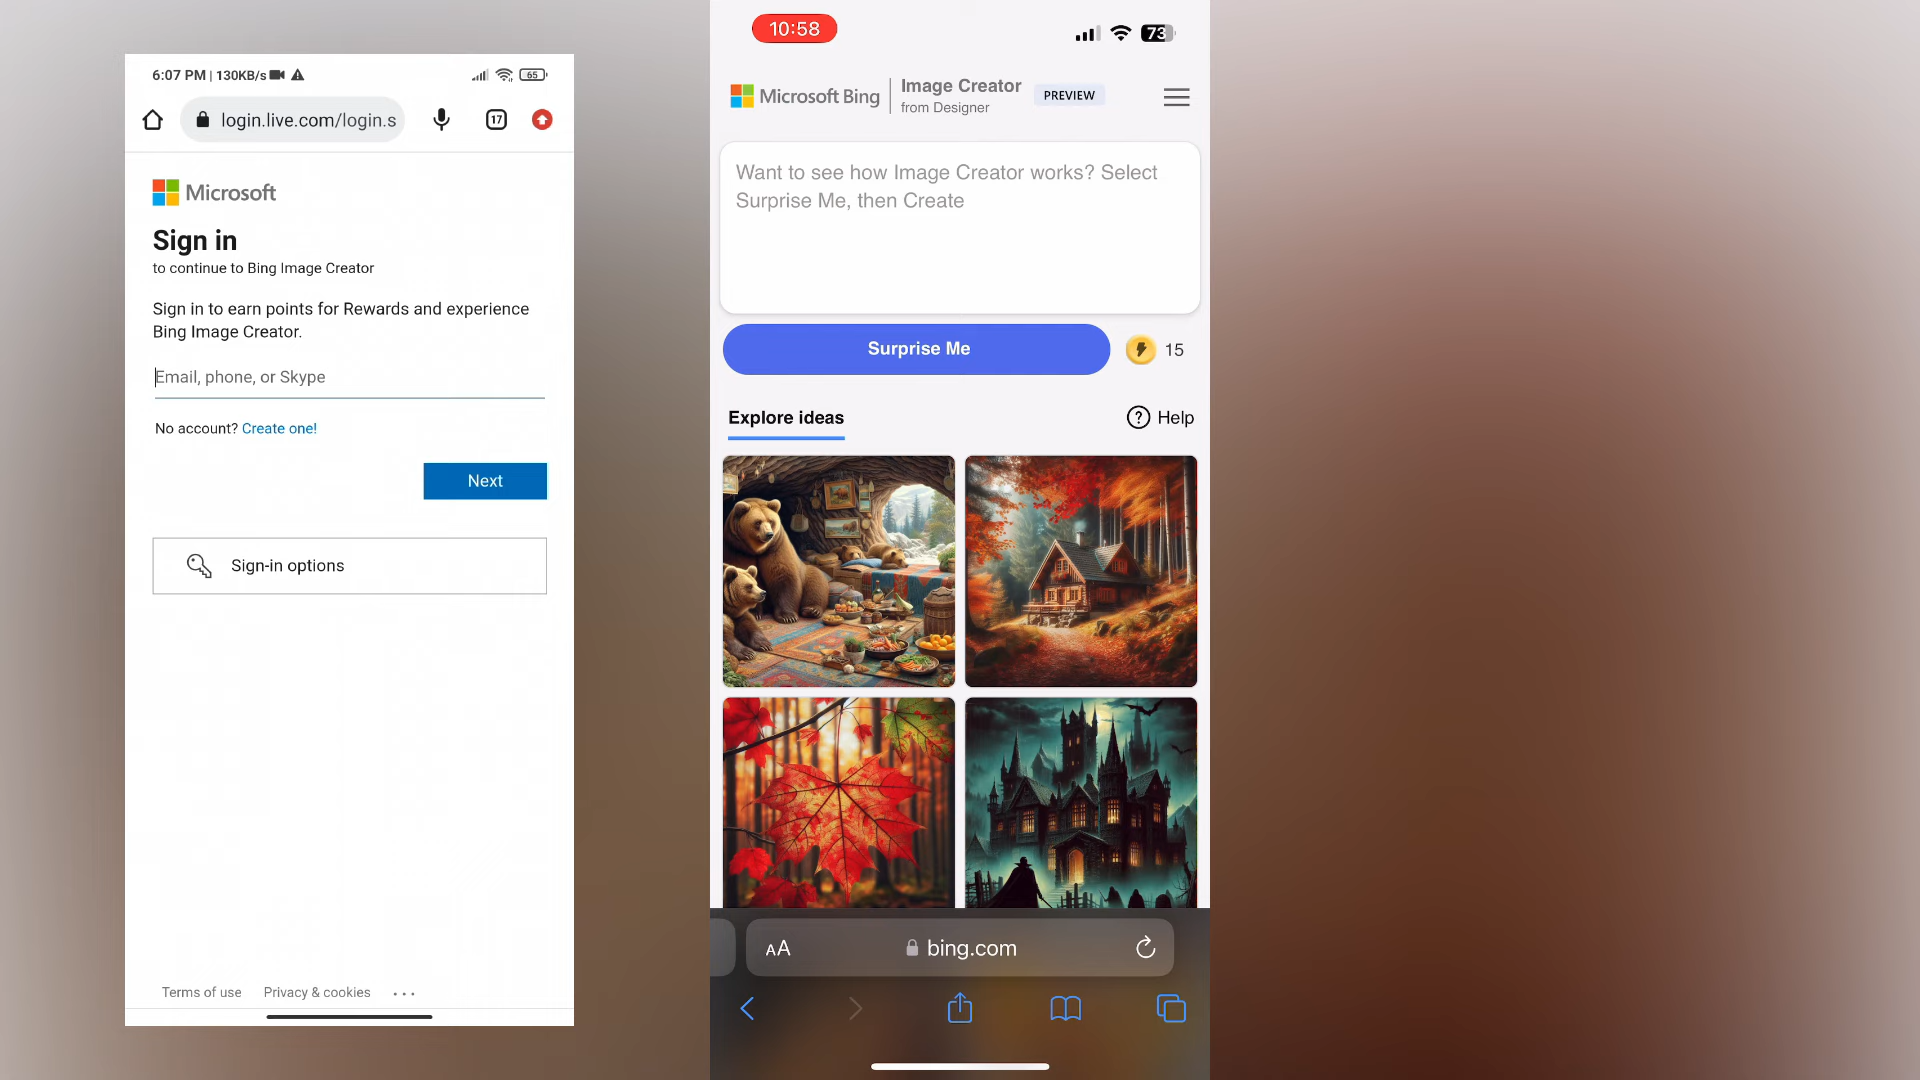 6:07 PM | 130KB/s
65
login.live.com/login.s
17
Microsoft
Sign in
to continue to Bing Image Creator
Sign in to earn points for Rewards and experience
Bing Image Creator.
Email, phone, or Skype
No account? Create one!
Next
Sign-in options
Terms of use
Privacy & cookies
...
10:58
73
Microsoft Bing
Image Creator
from Designer
PREVIEW
Want to see how Image Creator works? Select
Surprise Me, then Create
Surprise Me
15
Explore ideas
? Help
AA
bing.com